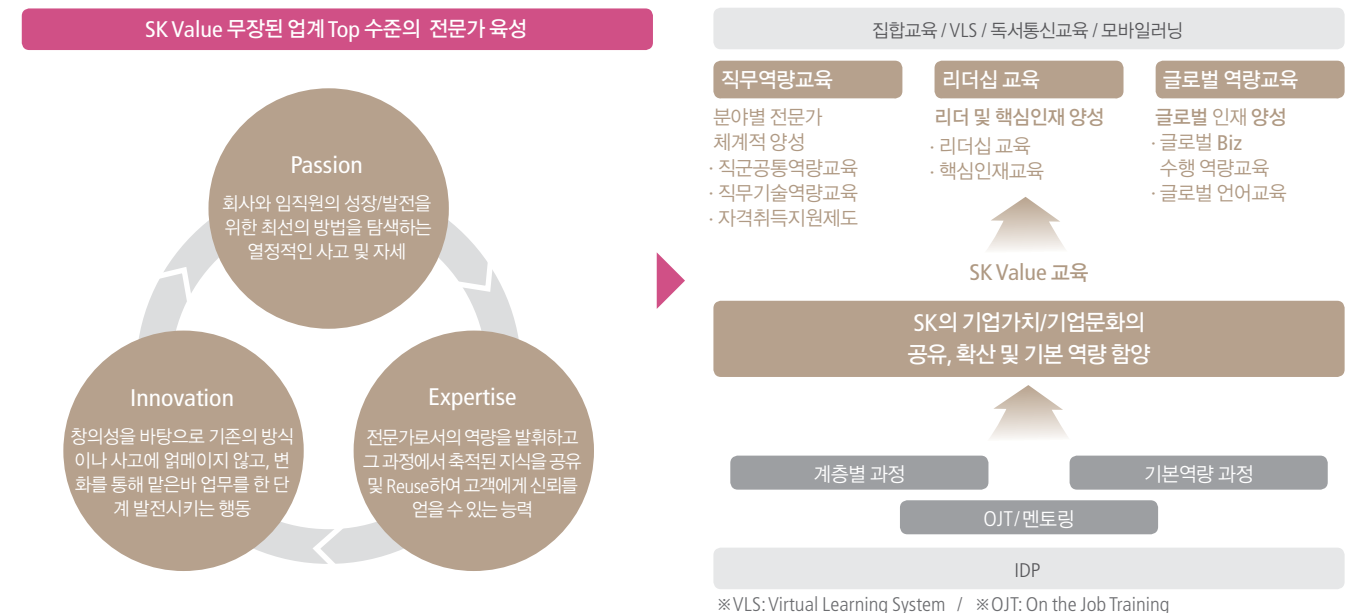 SK Value 무장된 업계 Top 수준의 전문가 육성
Passion
회사와 임직원의 성장/발전을
위한 최선의 방법을 탐색하는
열정적인 사고 및 자세
Innovation
창의성을 바탕으로 기존의 방식
이나 사고에 얽메이지 않고, 변
화를 통해 맡은바 업무를 한 단
계 발전시키는 행동
Expertise
전문가로서의 역량을 발휘하고
그 과정에서 축적된 지식을 공유
및 Reuse하여 고객에게 신뢰를
얻을 수 있는 능력
집합교육 / VLS / 독서통신교육 / 모바일러닝
직무역량교육
분야별 전문가
체계적 양성
· 직군공통역량교육
· 직무기술역량교육
· 자격취득지원제도
리더십 교육
리더 및 핵심인재 양성
· 리더십 교육
· 핵심인재교육
글로벌 역량교육
글로벌 인재 양성
· 글로벌 Biz
수행 역량교육
· 글로벌 언어교육
SK Value 교육
SK의 기업가치/기업문화의
공유, 확산 및 기본 역량 함양
계층별 과정
기본역량 과정
OJT/멘토링
IDP
※VLS: Virtual Learning System / ※OJT: On the Job Training